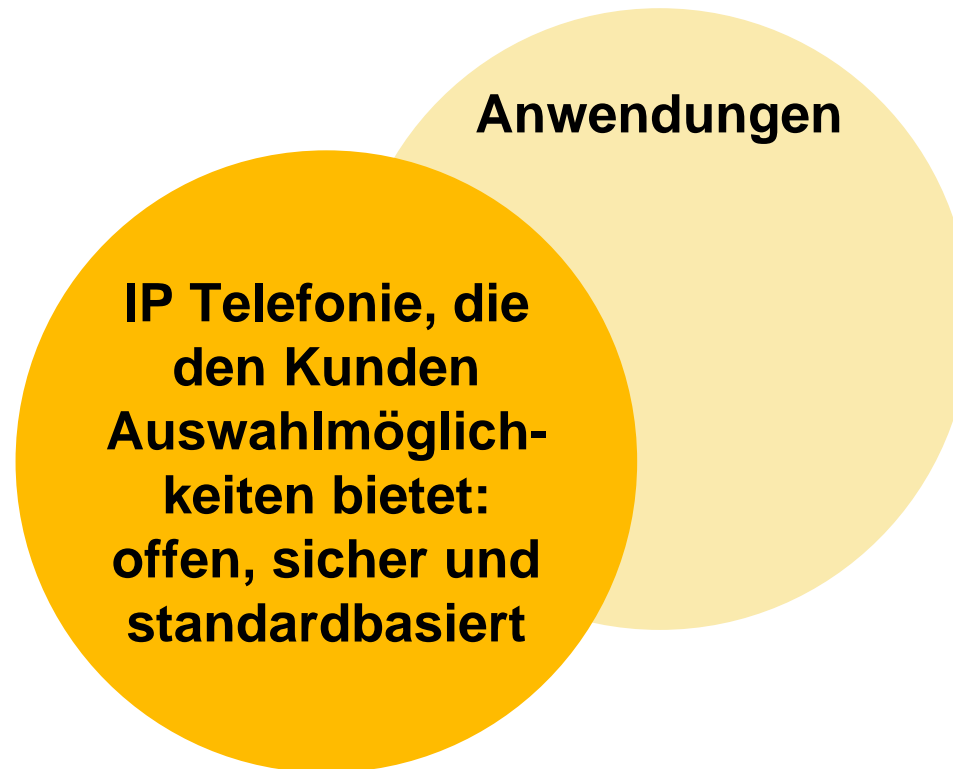 Anwendungen
IP Telefonie, die
den Kunden
Auswahlmöglich-
keiten bietet:
offen, sicher und
standardbasiert